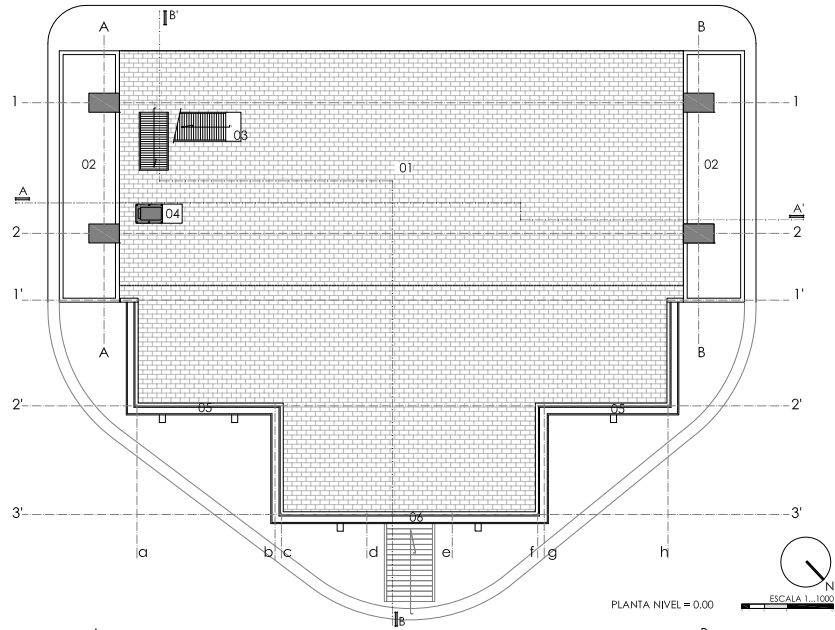 B'
A B
1 1
03
02 01 02
A
04 A'
2 2
1' 1'
A B
2' 05 05 2'
3' 06 3'
a b c d e f g h
N
PLANTA NIVEL = 0.00
ESCALA 1...1000
B